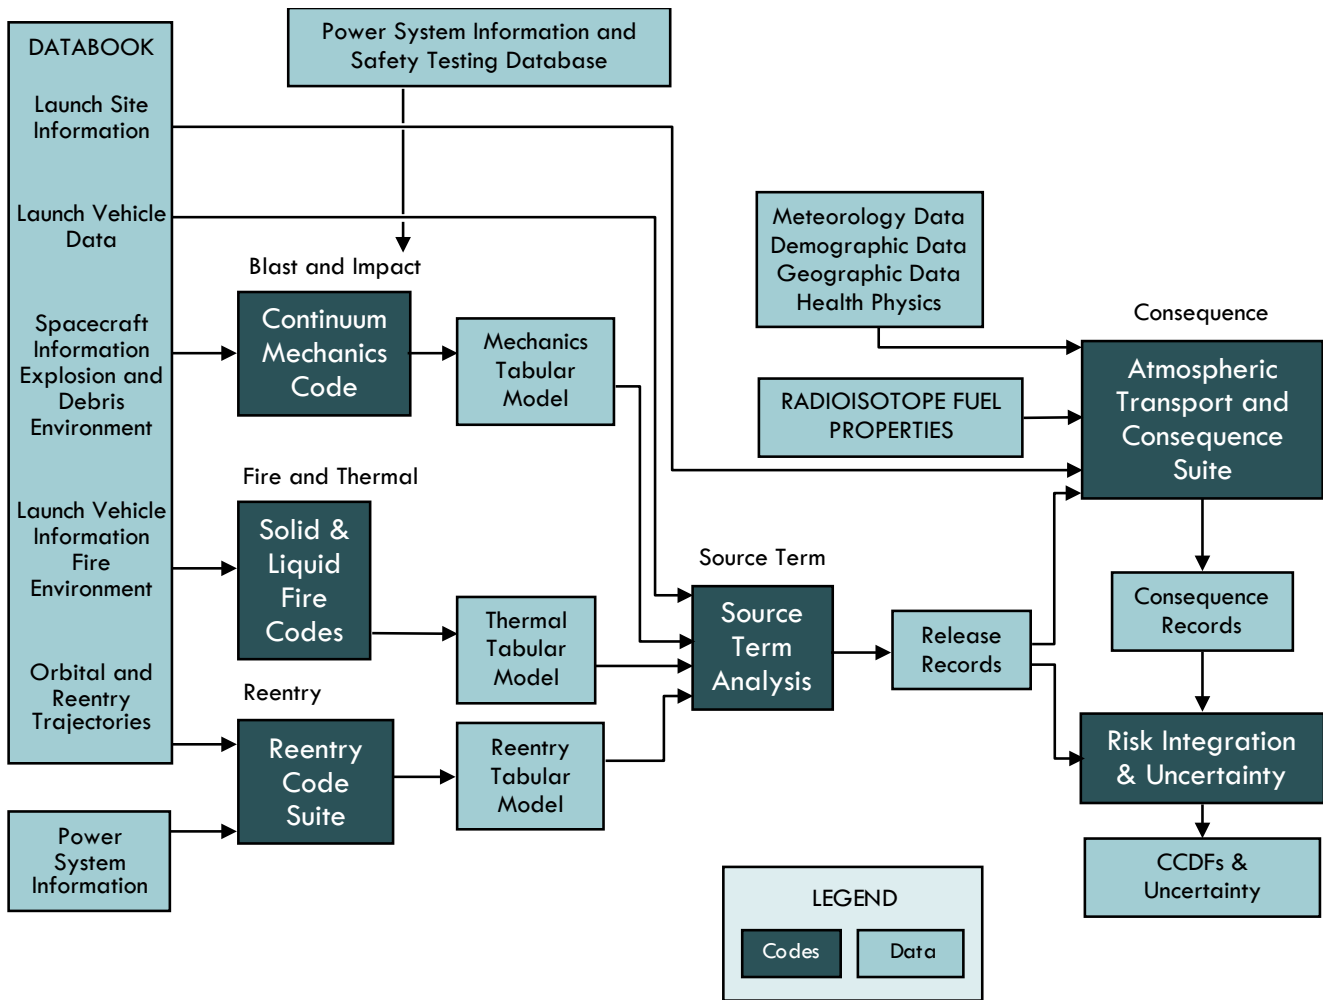 DATABOOK
Launch Site
Information
Launch Vehicle
Data
Spacecraft
Information
Explosion and
Debris
Environment
Launch Vehicle
Information
Fire
Environment
Orbital and
Reentry
Trajectories
Power
System
Information
Power System Information and
Safety Testing Database
Blast and Impact
Continuum
Mechanics
Code
Mechanics
Tabular
Model
Fire and Thermal
Solid &
Liquid
Fire
Codes
Thermal
Tabular
Model
Reentry
Reentry
Code
Suite
Reentry
Tabular
Model
Source Term
Source
Term
Analysis
Release
Records
Meteorology Data
Demographic Data
Geographic Data
Health Physics
RADIOISOTOPE FUEL
PROPERTIES
Consequence
Atmospheric
Transport and
Consequence
Suite
Consequence
Records
Risk Integration
& Uncertainty
CCDFs &
Uncertainty
LEGEND
Codes
Data